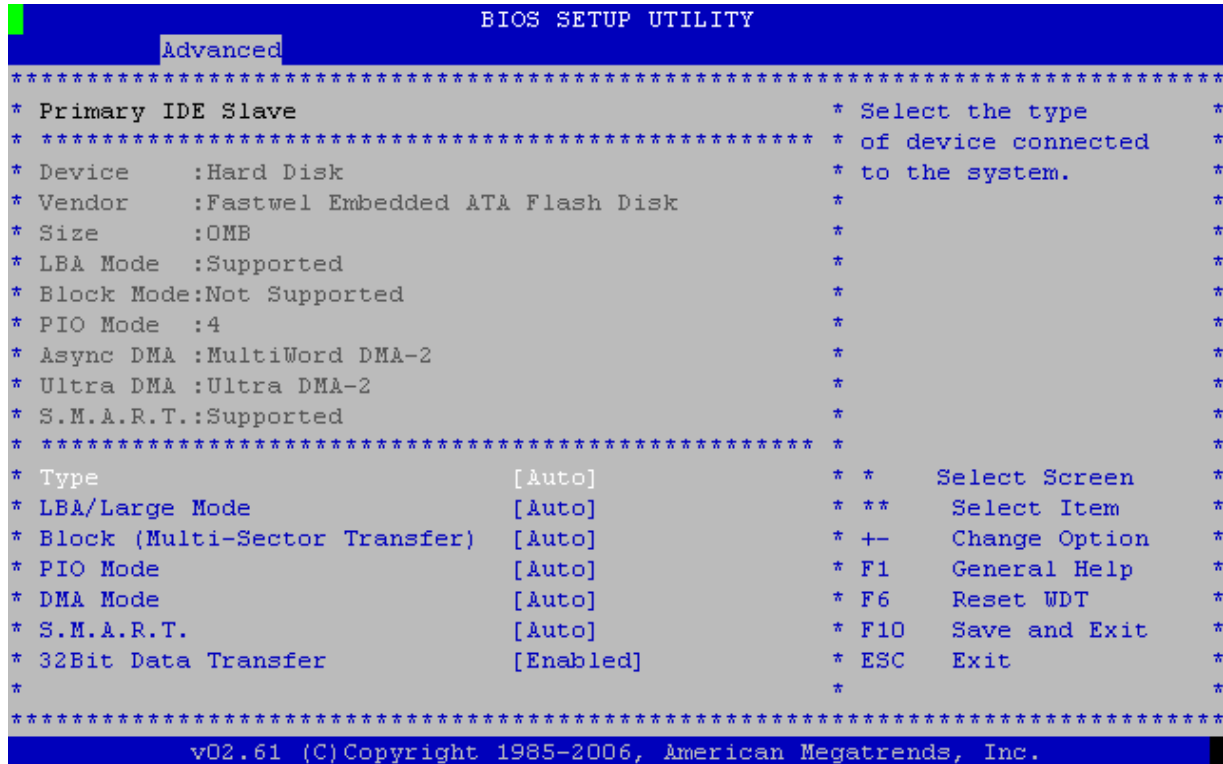 BIOS SETUP UTILITY
Advanced
********************************************************************************
* Primary IDE Slave * Select the type *
* *************************************************** * of device connected *
* Device :Hard Disk * to the system. *
* Vendor :Fastwel Embedded ATA Flash Disk * *
* Size :0MB * *
* LBA Mode :Supported * *
* Block Mode:Not Supported * *
* PIO Mode :4 * *
* Async DMA :MultiWord DMA-2 * *
* Ultra DMA :Ultra DMA-2 * *
* S.M.A.R.T.:Supported * *
* *************************************************** * *
* Type [Auto] * * Select Screen *
* LBA/Large Mode [Auto] * ** Select Item *
* Block (Multi-Sector Transfer) [Auto] * +- Change Option *
* PIO Mode [Auto] * F1 General Help *
* DMA Mode [Auto] * F6 Reset WDT *
* S.M.A.R.T. [Auto] * F10 Save and Exit *
* 32Bit Data Transfer [Enabled] * ESC Exit *
* * *
********************************************************************************
v02.61 (C)Copyright 1985-2006, American Megatrends, Inc.